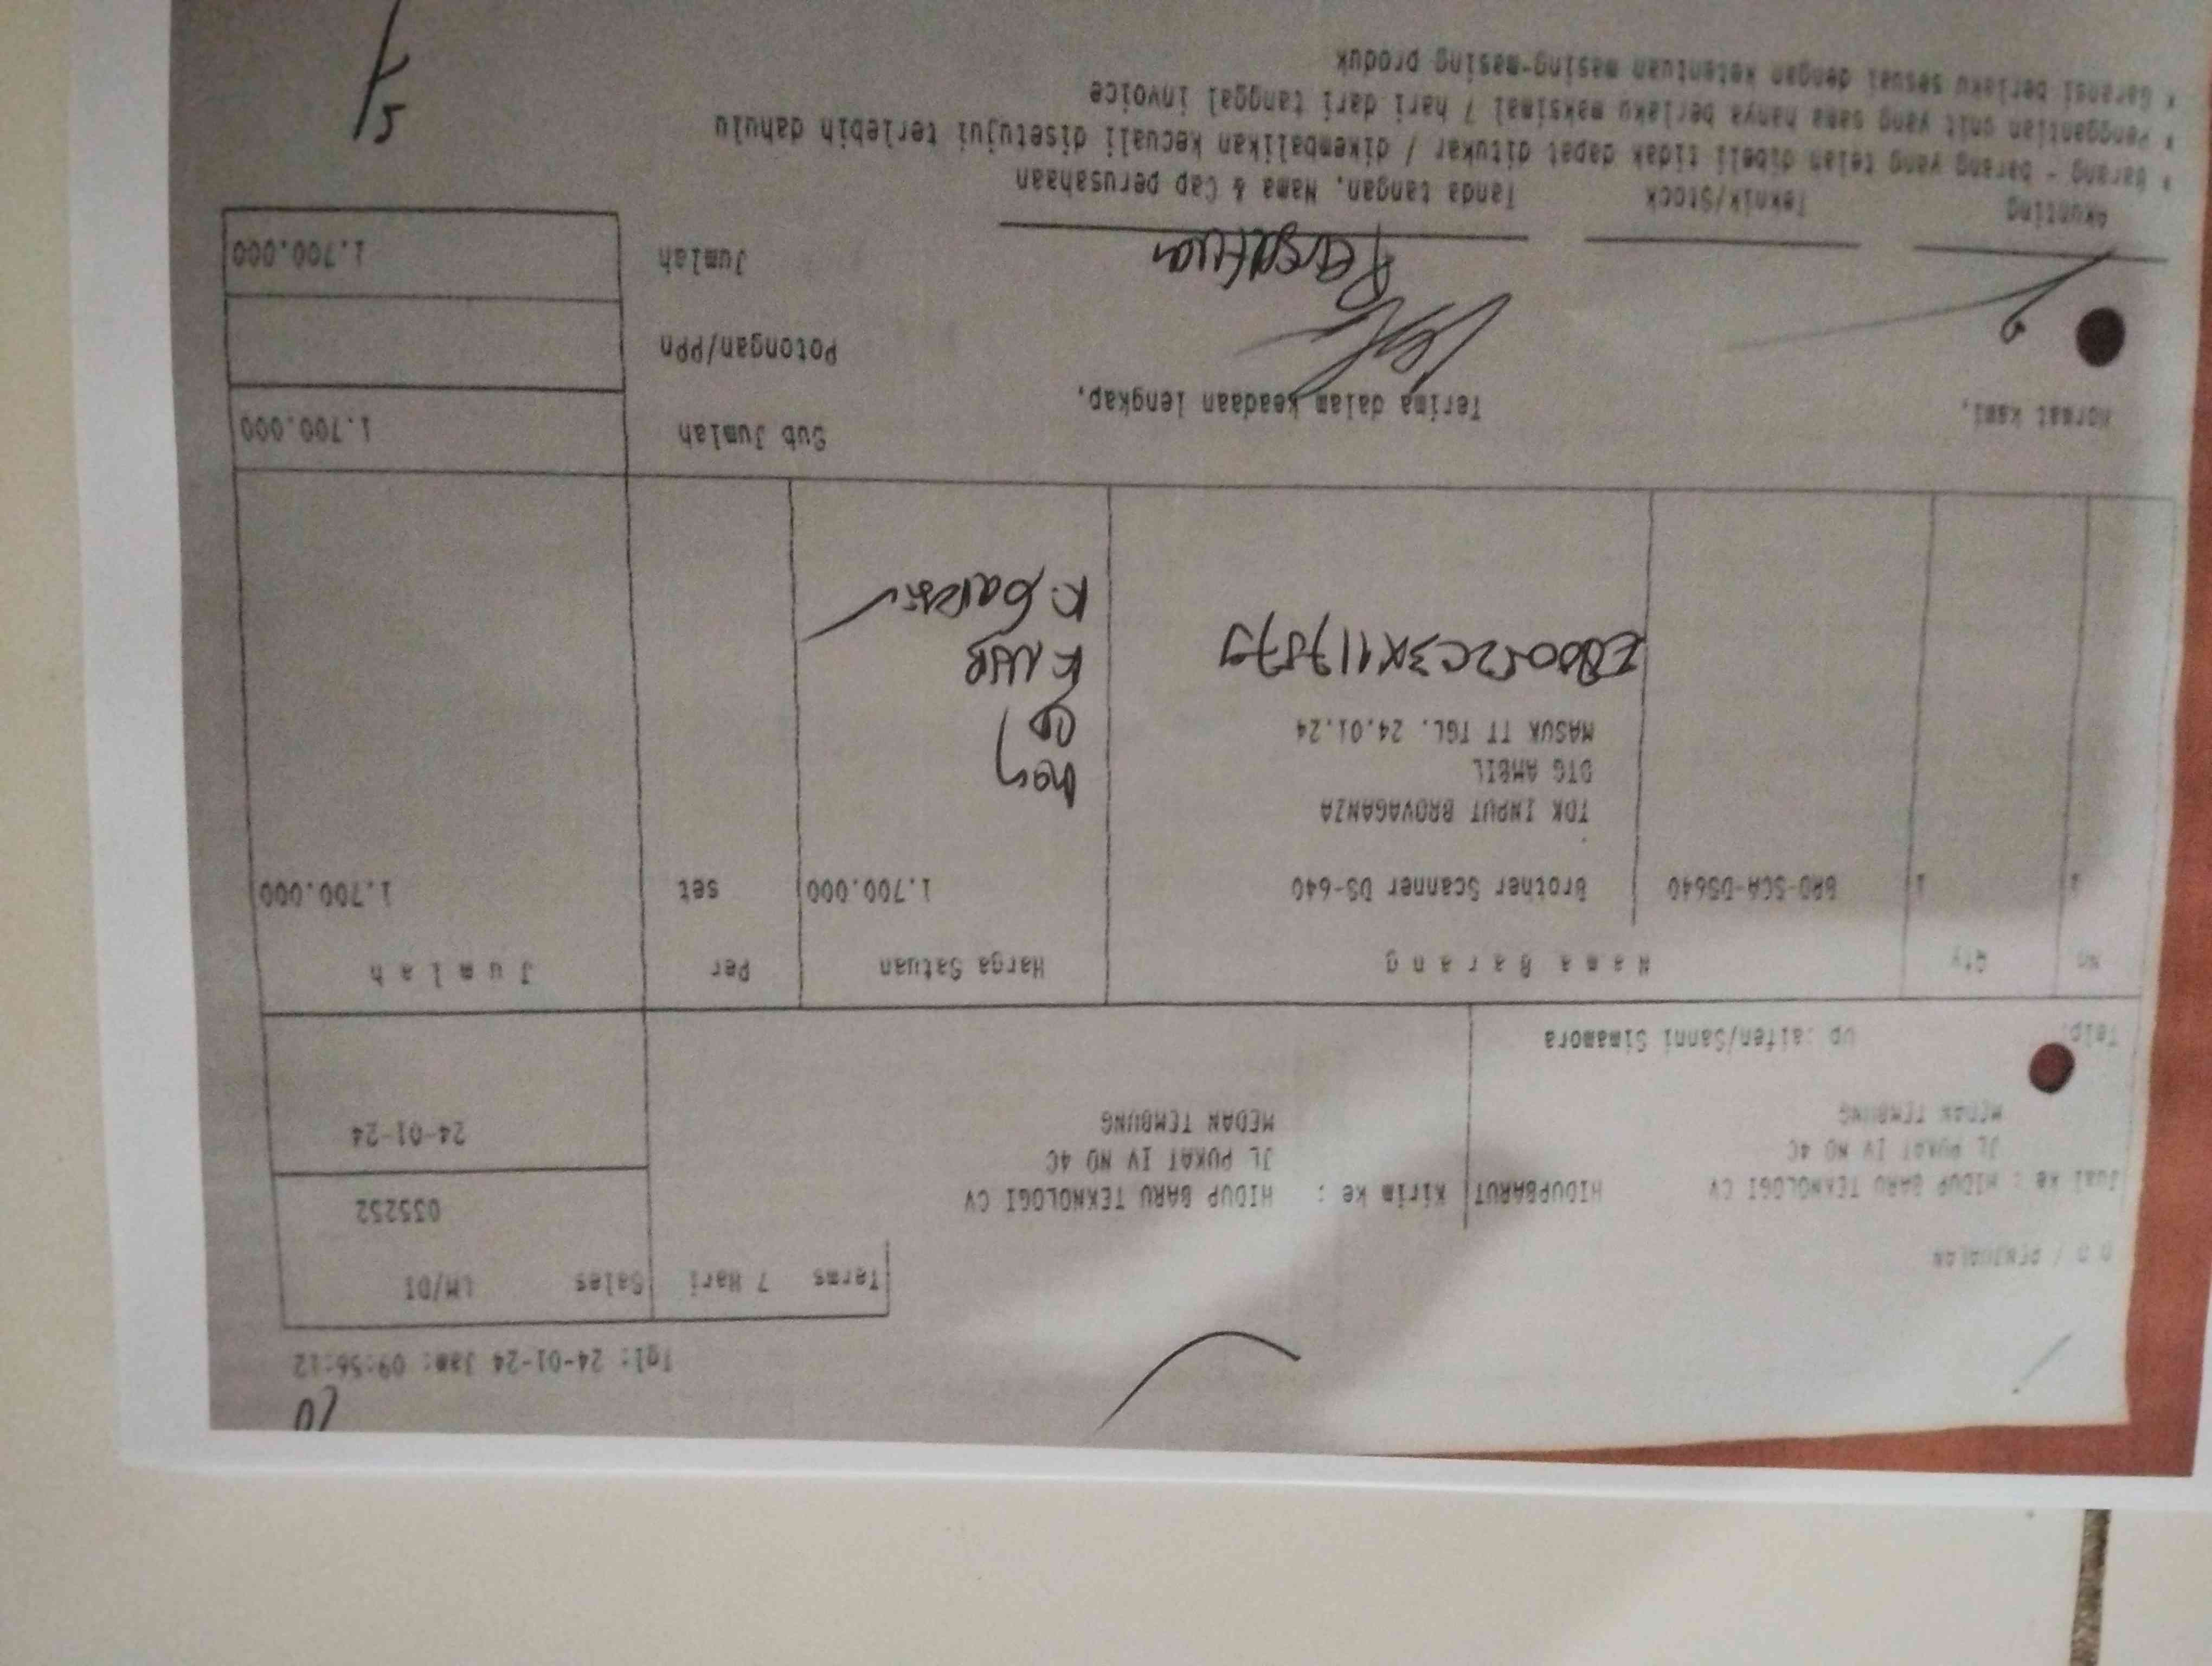 Tgl: 24-01-24 Jam: 09:56:12
Terms 7 Hari Sales LM/DI
D O / PENJUALAN
035252
Jual ke : HIDUP BARU TEKNOLOGI CV HIDUPBARUT Kirim ke : HIDUP BARU TEKNOLOGI CV
JL PUKAT IV NO 4C JL PUKAT IV NO 4C
MEDAN TEMBUNG MEDAN TEMBUNG
24-01-24
Telp. Up :aifen/Sanni Simamora
No Qty N a m a B a r a n g Harga Satuan Per J u m l a h
1 1 BRO-SCA-DS640 Brother Scanner DS-640 1.700.000 set 1.700.000
TDK INPUT BROVAGANZA
DTG AMBIL
MASUK TT TGL. 24.01.24
K. Garansi
Sub Jumlah 1.700.000
Hormat kami, Terima dalam keadaan lengkap,
Potongan/PPn
Jumlah 1.700.000
Akunting Teknik/Stock Tanda tangan, Nama & Cap perusahaan
* Barang - barang yang telah dibeli tidak dapat ditukar / dikembalikan kecuali disetujui terlebih dahulu
* Penggantian unit yang sama hanya berlaku maksimal 7 hari dari tanggal invoice
* Garansi berlaku sesuai dengan ketentuan masing-masing produk